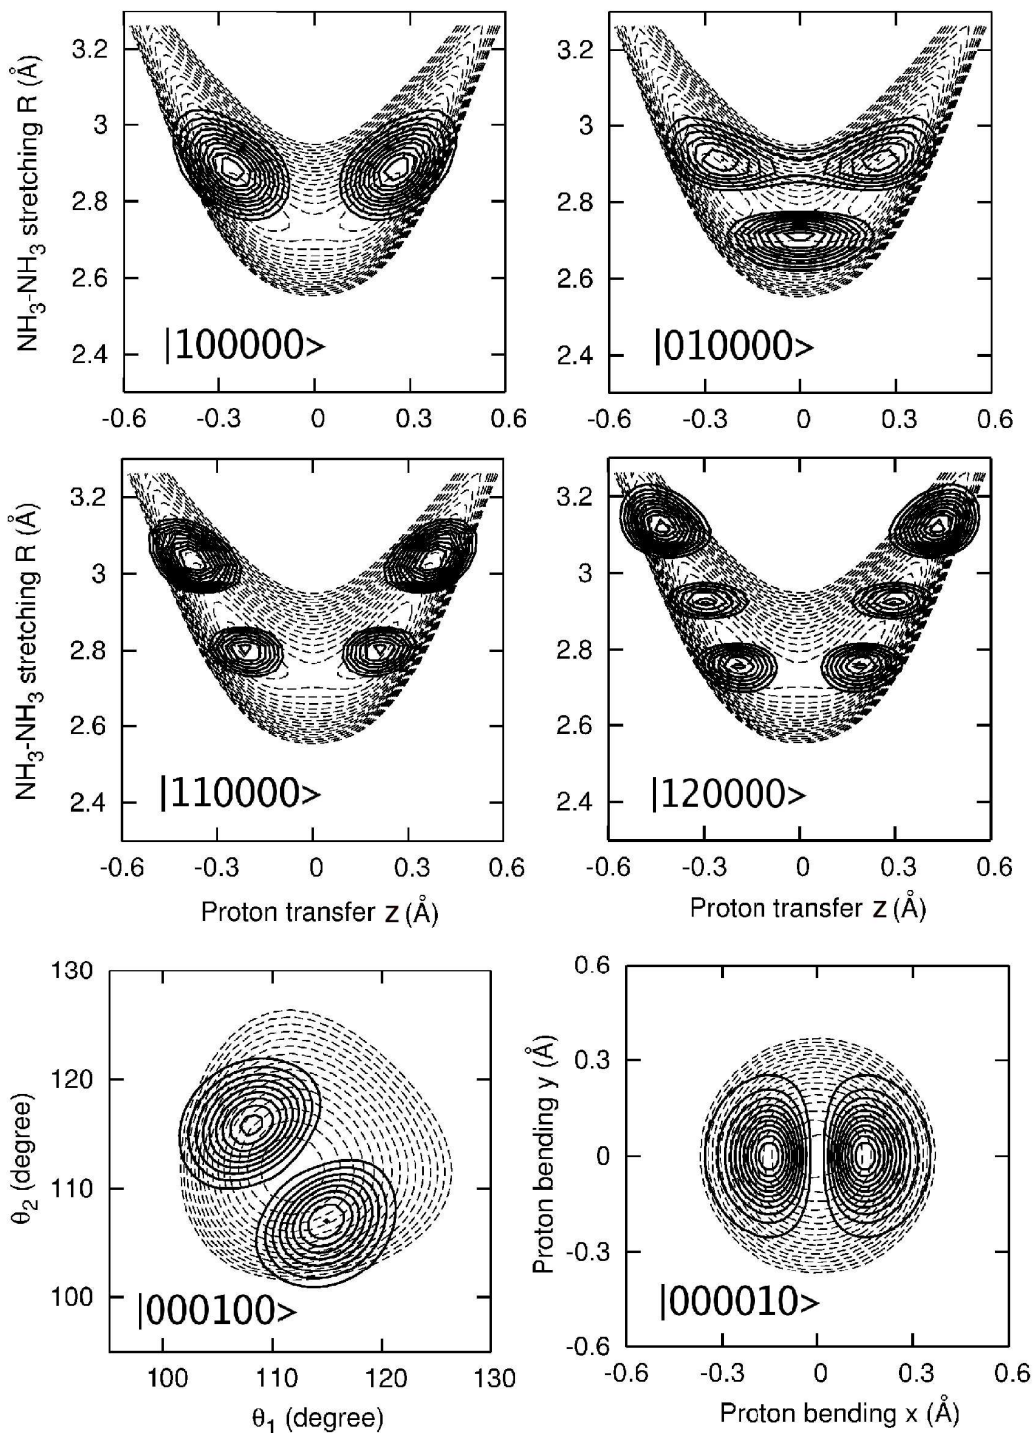 NH3-NH3 stretching R (Å)
3.2
3
2.8
2.6
2.4
|100000>
-0.6 -0.3 0 0.3 0.6
3.2
3
2.8
2.6
2.4
|010000>
-0.6 -0.3 0 0.3 0.6
NH3-NH3 stretching R (Å)
3.2
3
2.8
2.6
2.4
|110000>
-0.6 -0.3 0 0.3 0.6
Proton transfer z (Å)
3.2
3
2.8
2.6
2.4
|120000>
-0.6 -0.3 0 0.3 0.6
Proton transfer z (Å)
θ2 (degree)
130
120
110
100
|000100>
100 110 120 130
θ1 (degree)
Proton bending y (Å)
0.6
0.3
0
-0.3
-0.6
|000010>
-0.6 -0.3 0 0.3 0.6
Proton bending x (Å)